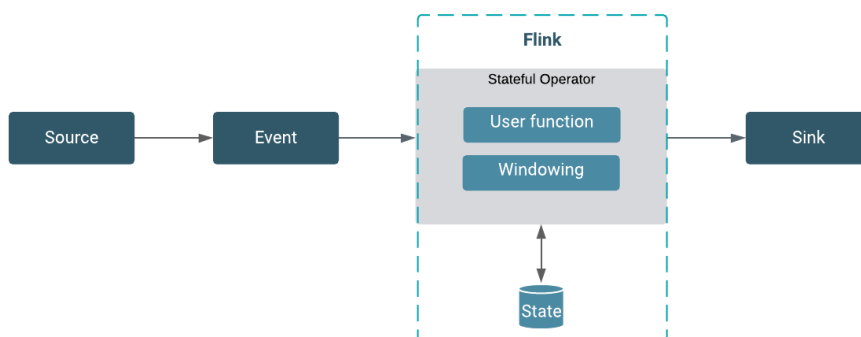 Flink
Stateful Operator
Source
Event
User function
Windowing
Sink
State